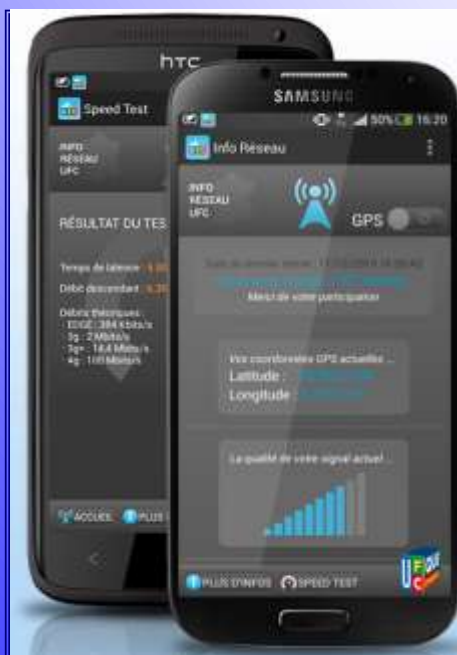 hTC
Speed Test
INFO
RÉSEAU
UFC
RÉSULTAT DU TES
Temps de latence
Débit descendant :
Débits théoriques :
- EDGE : 384 Kbits/s
- 3g : 2 Mbits/s
- 3g+ : 14,4 Mbits/s
- 4g : 100 Mbits/s
ACCUEIL
PLUS
SAMSUNG
50% 16:20
Info Réseau
INFO
RÉSEAU
UFC
GPS
Merci de votre participation
Vos coordonnées GPS actuelles ...
Latitude :
Longitude :
La qualité de votre signal actuel ...
PLUS D'INFOS SPEED TEST
UFC QUE